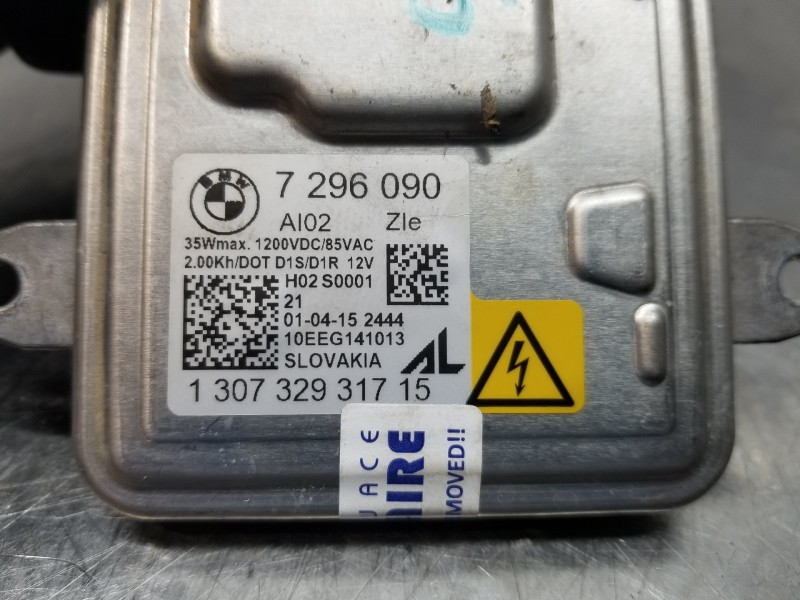 BMW
7 296 090
AI02 Zle
35Wmax. 1200VDC/85VAC
2.00Kh/DOT D1S/D1R 12V
H02 S0001
21
01-04-15 2444
10EEG141013
SLOVAKIA
AL
1 307 329 317 15
MOVED!!